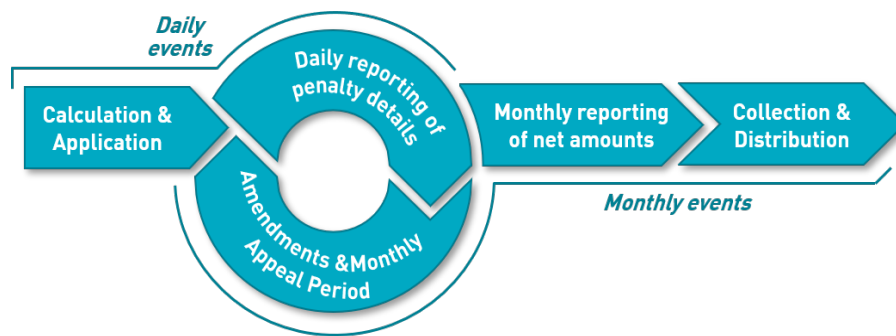 Daily
events
Calculation &
Application
Daily reporting of
penalty details
Amendments &Monthly
Appeal Period
Monthly reporting
of net amounts
Collection &
Distribution
Monthly events